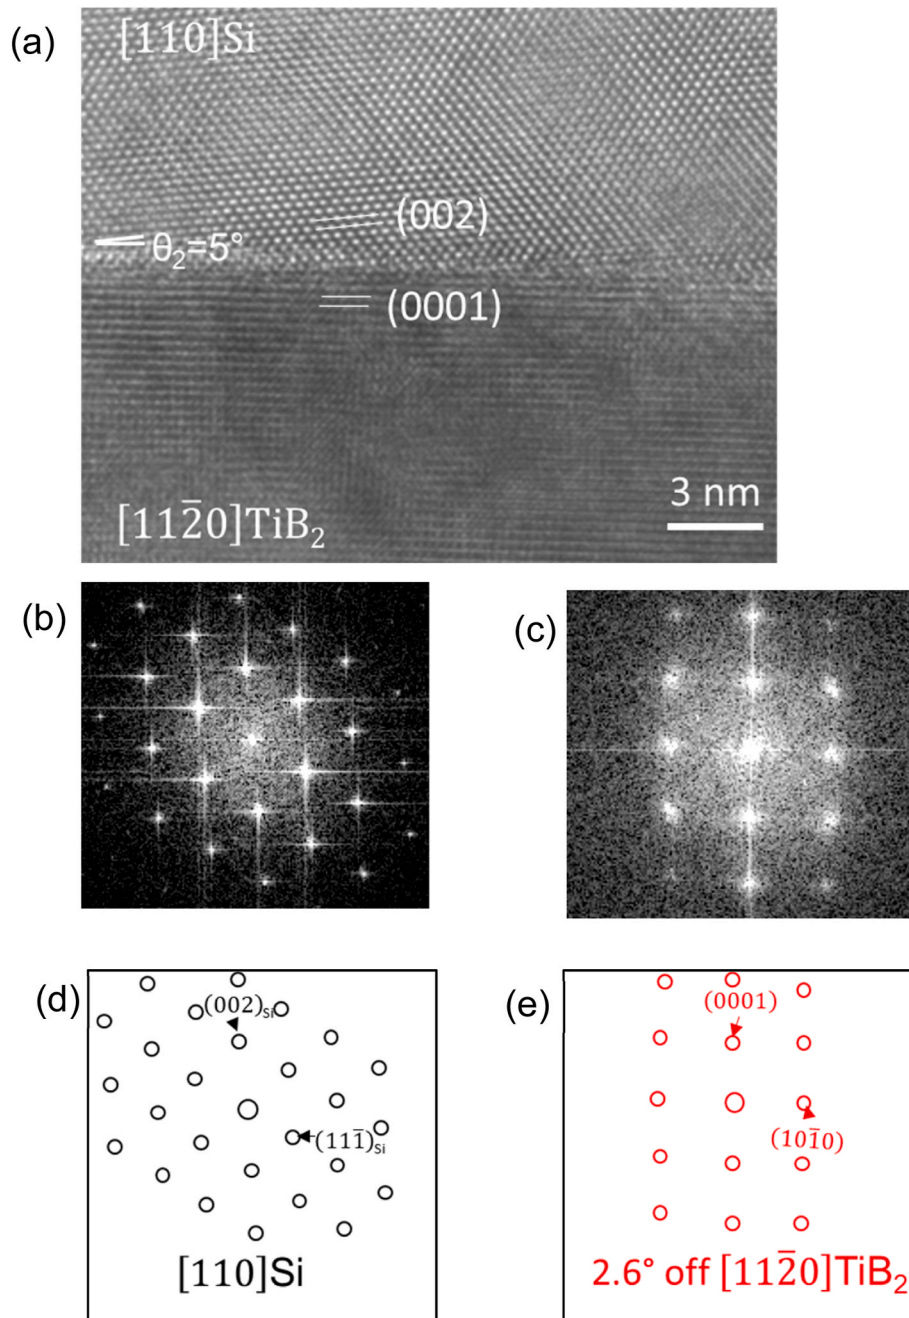 (a)
[110]Si
(002)
θ₂=5°
(0001)
3 nm
[112̅0]TiB₂
(b)
(c)
(d)
(002)Si
(111̅)Si
[110]Si
(e)
(0001)
(101̅0)
2.6° off [112̅0]TiB₂